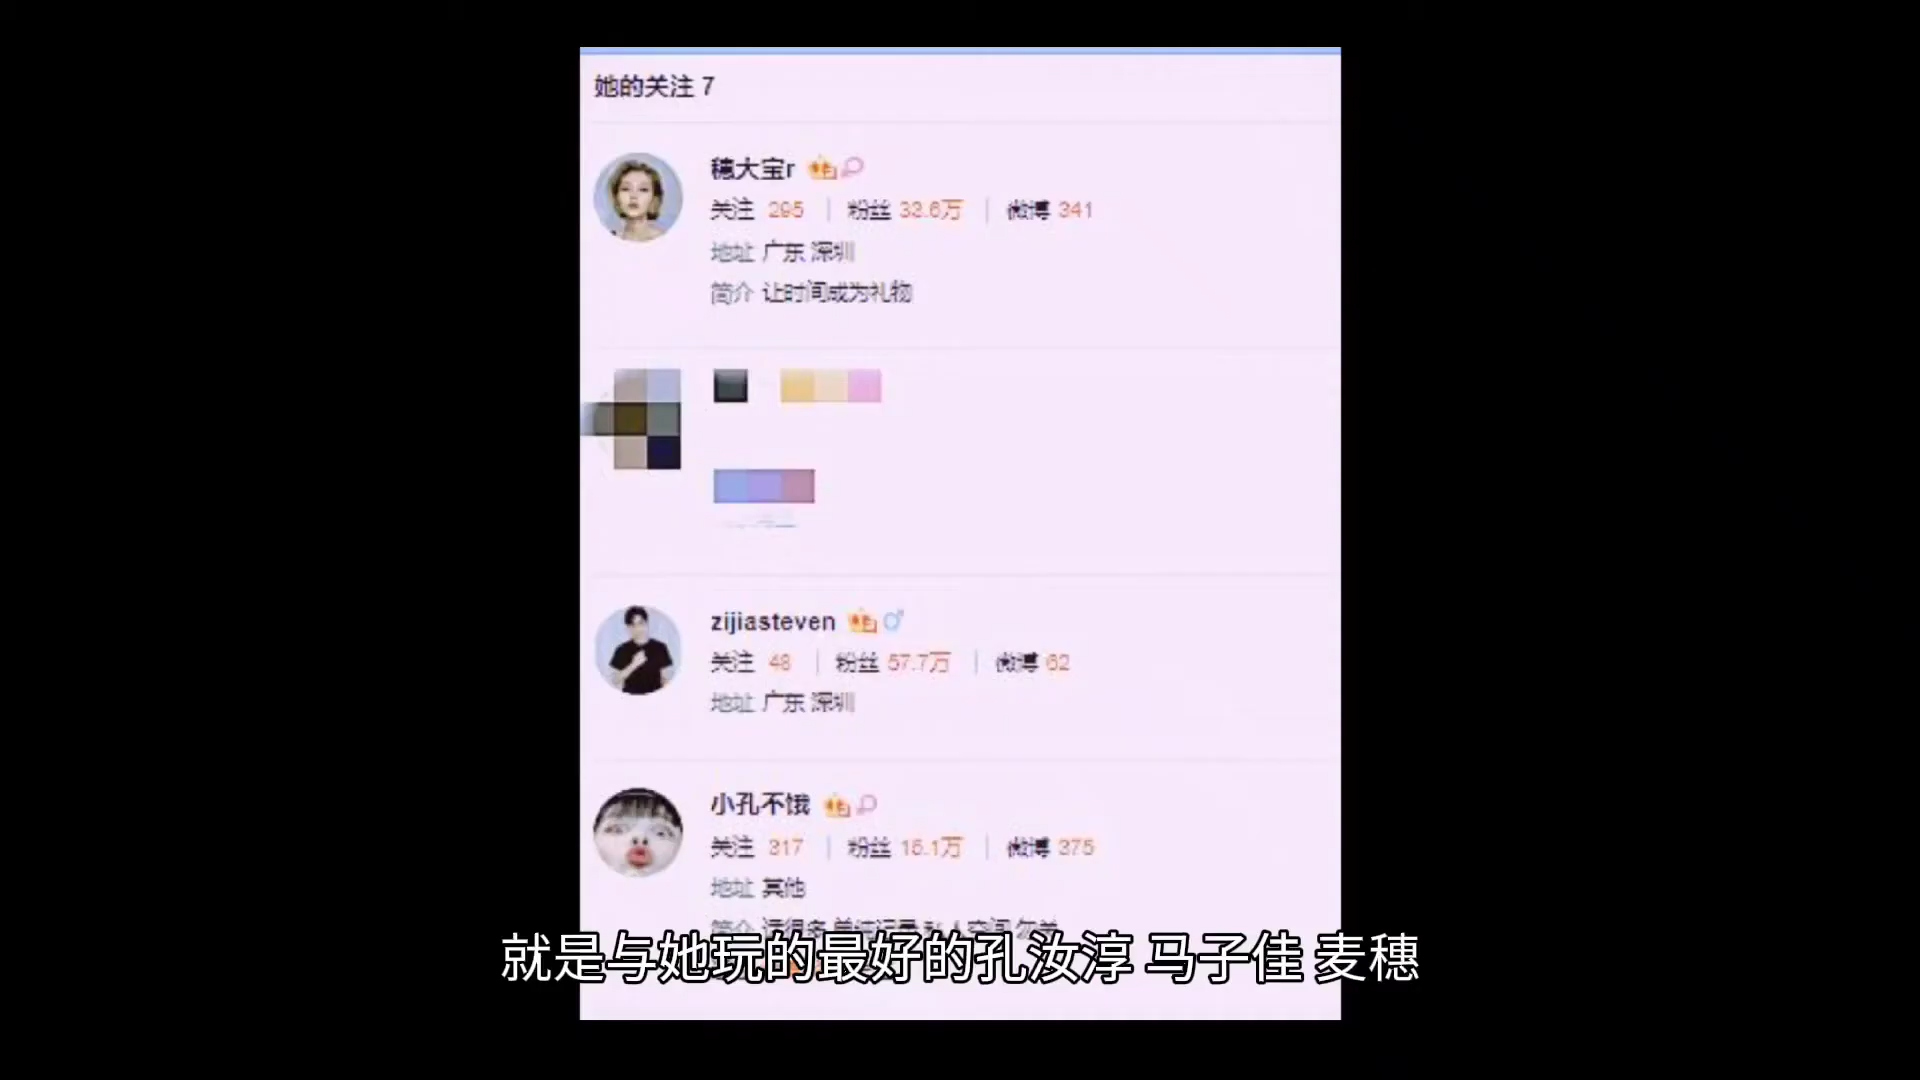 她的关注 7
穗大宝r
关注 295 | 粉丝 33.6万 | 微博 341
地址 广东 深圳
简介 让时间成为礼物
zijiasteven
关注 48 | 粉丝 57.7万 | 微博 62
地址 广东 深圳
小孔不饿
关注 317 | 粉丝 15.1万 | 微博 375
地址 其他
简介
就是与她玩的最好的孔汝淳 马子佳 麦穗